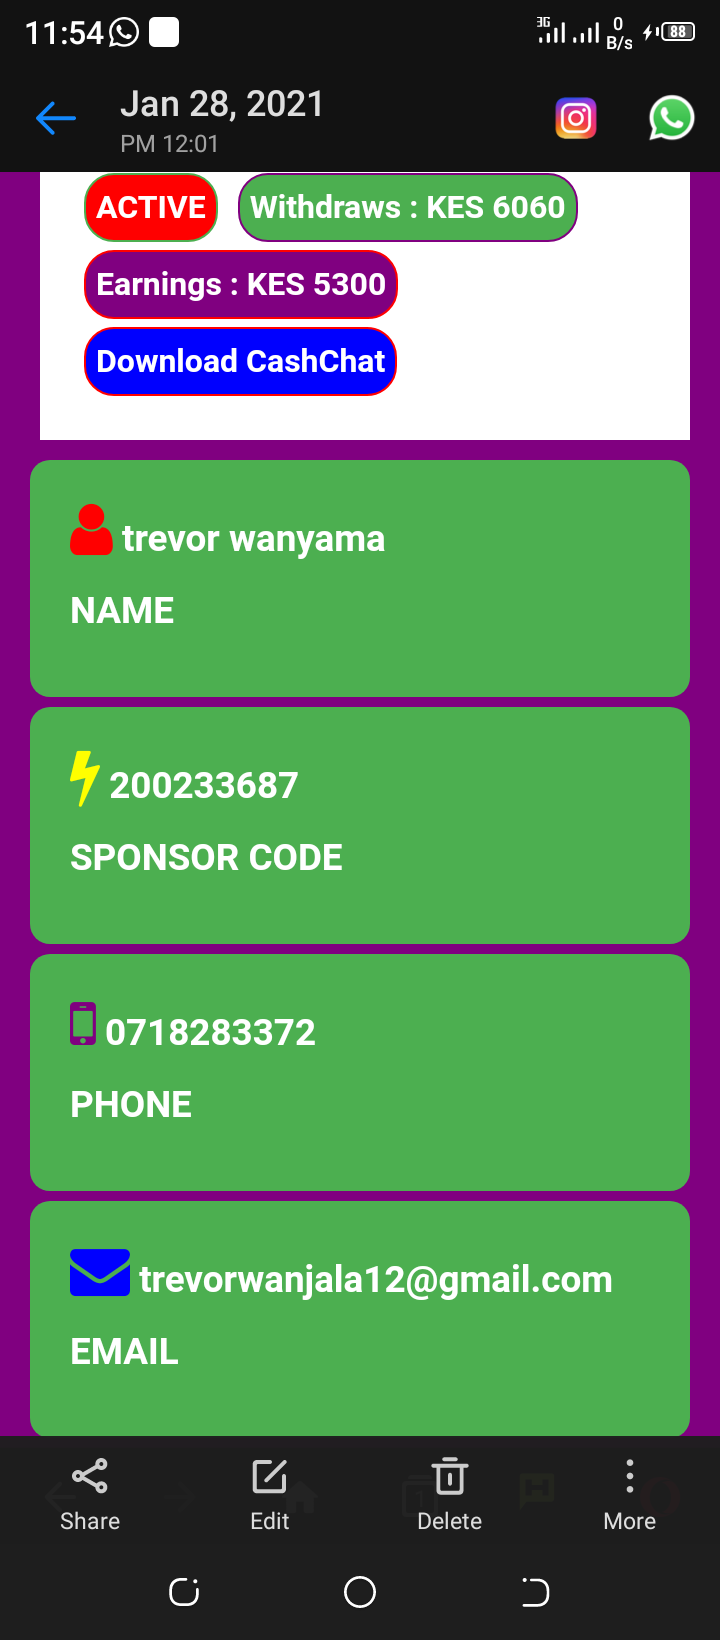 11:54
3G
0
B/s
88
Jan 28, 2021
PM 12:01
ACTIVE
Withdraws : KES 6060
Earnings : KES 5300
Download CashChat
trevor wanyama
NAME
200233687
SPONSOR CODE
0718283372
PHONE
trevorwanjala12@gmail.com
EMAIL
Share
Edit
Delete
More